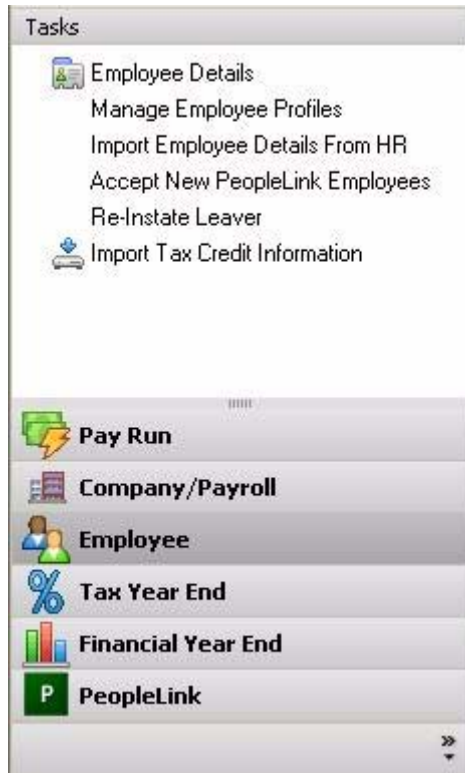 Tasks
Employee Details
Manage Employee Profiles
Import Employee Details From HR
Accept New PeopleLink Employees
Re-Instate Leaver
Import Tax Credit Information
Pay Run
Company/Payroll
Employee
Tax Year End
Financial Year End
P PeopleLink